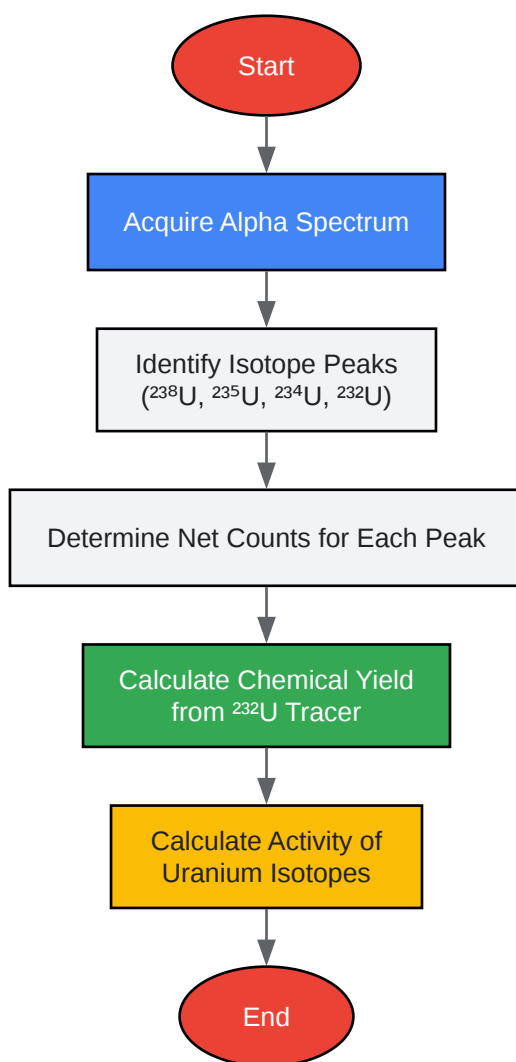 Start
Acquire Alpha Spectrum
Identify Isotope Peaks
(²³⁸U, ²³⁵U, ²³⁴U, ²³²U)
Determine Net Counts for Each Peak
Calculate Chemical Yield
from ²³²U Tracer
Calculate Activity of
Uranium Isotopes
End